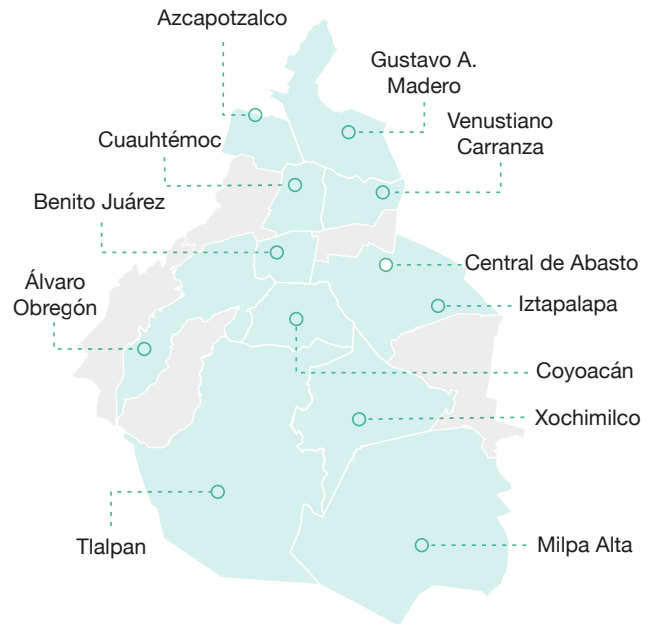 Azcapotzalco
Gustavo A.
Madero
Venustiano
Carranza
Cuauhtémoc
Benito Juárez
Central de Abasto
Álvaro
Obregón
Iztapalapa
Coyoacán
Xochimilco
Tlalpan
Milpa Alta